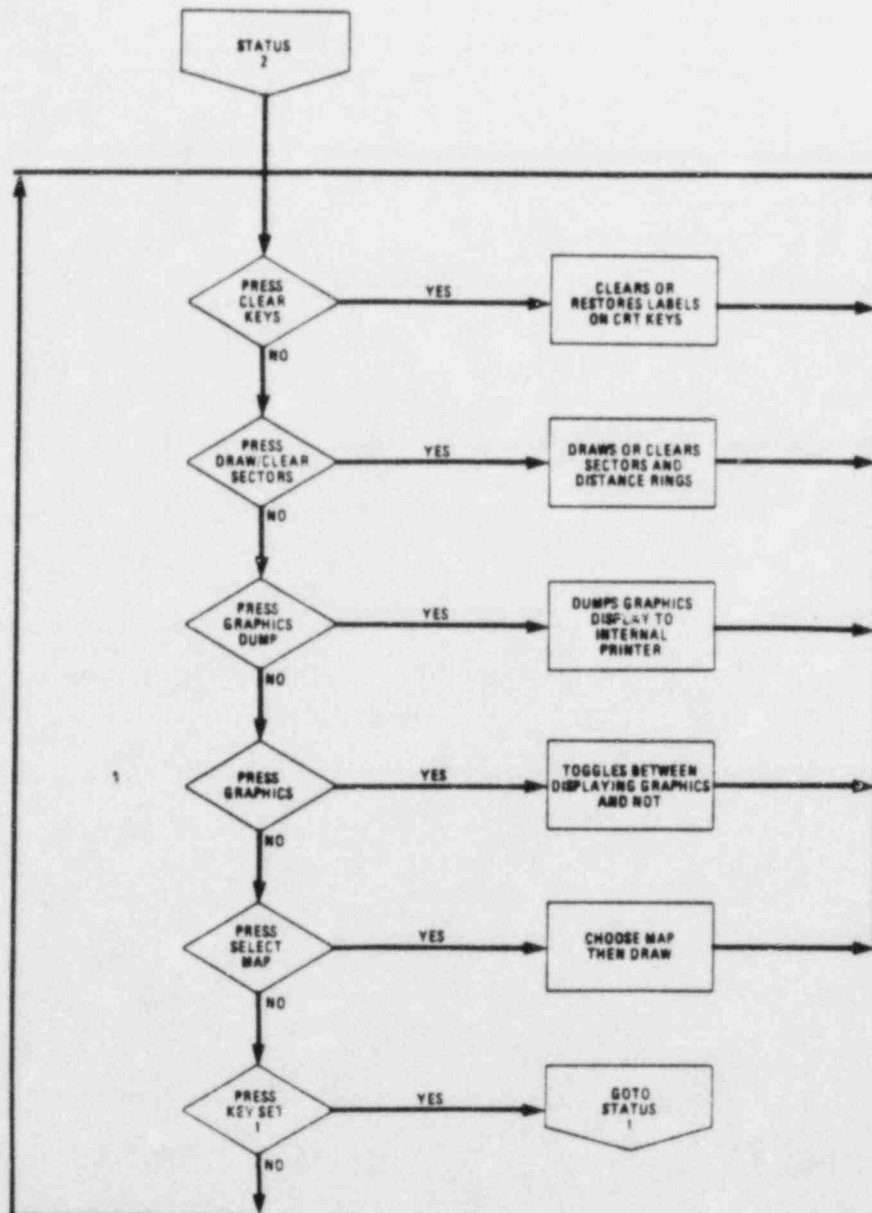 STATUS
2
PRESS
CLEAR
KEYS
YES
CLEARS OR
RESTORES LABELS
ON CRT KEYS
NO
PRESS
DRAW/CLEAR
SECTORS
YES
DRAWS OR CLEARS
SECTORS AND
DISTANCE RINGS
NO
PRESS
GRAPHICS
DUMP
YES
DUMPS GRAPHICS
DISPLAY TO
INTERNAL
PRINTER
NO
PRESS
GRAPHICS
YES
TOGGLES BETWEEN
DISPLAYING GRAPHICS
AND NOT
NO
PRESS
SELECT
MAP
YES
CHOOSE MAP
THEN DRAW
NO
PRESS
KEY SET
1
YES
GOTO
STATUS
1
NO